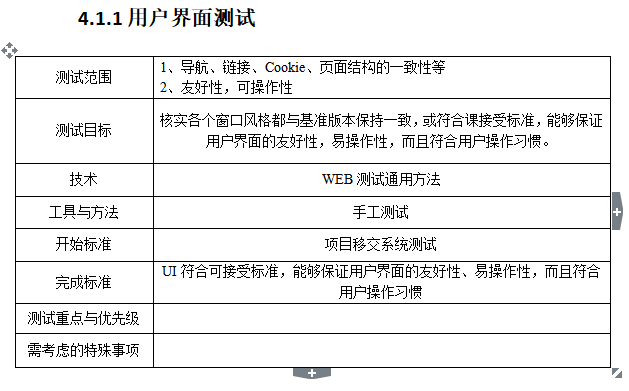 4.1.1 用户界面测试
测试范围
1、导航、链接、Cookie、页面结构的一致性等
2、友好性，可操作性
测试目标
核实各个窗口风格都与基准版本保持一致，或符合课接受标准，能够保证
用户界面的友好性，易操作性，而且符合用户操作习惯。
技术
WEB 测试通用方法
工具与方法
手工测试
开始标准
项目移交系统测试
完成标准
UI 符合可接受标准，能够保证用户界面的友好性、易操作性，而且符合
用户操作习惯
测试重点与优先级
需考虑的特殊事项